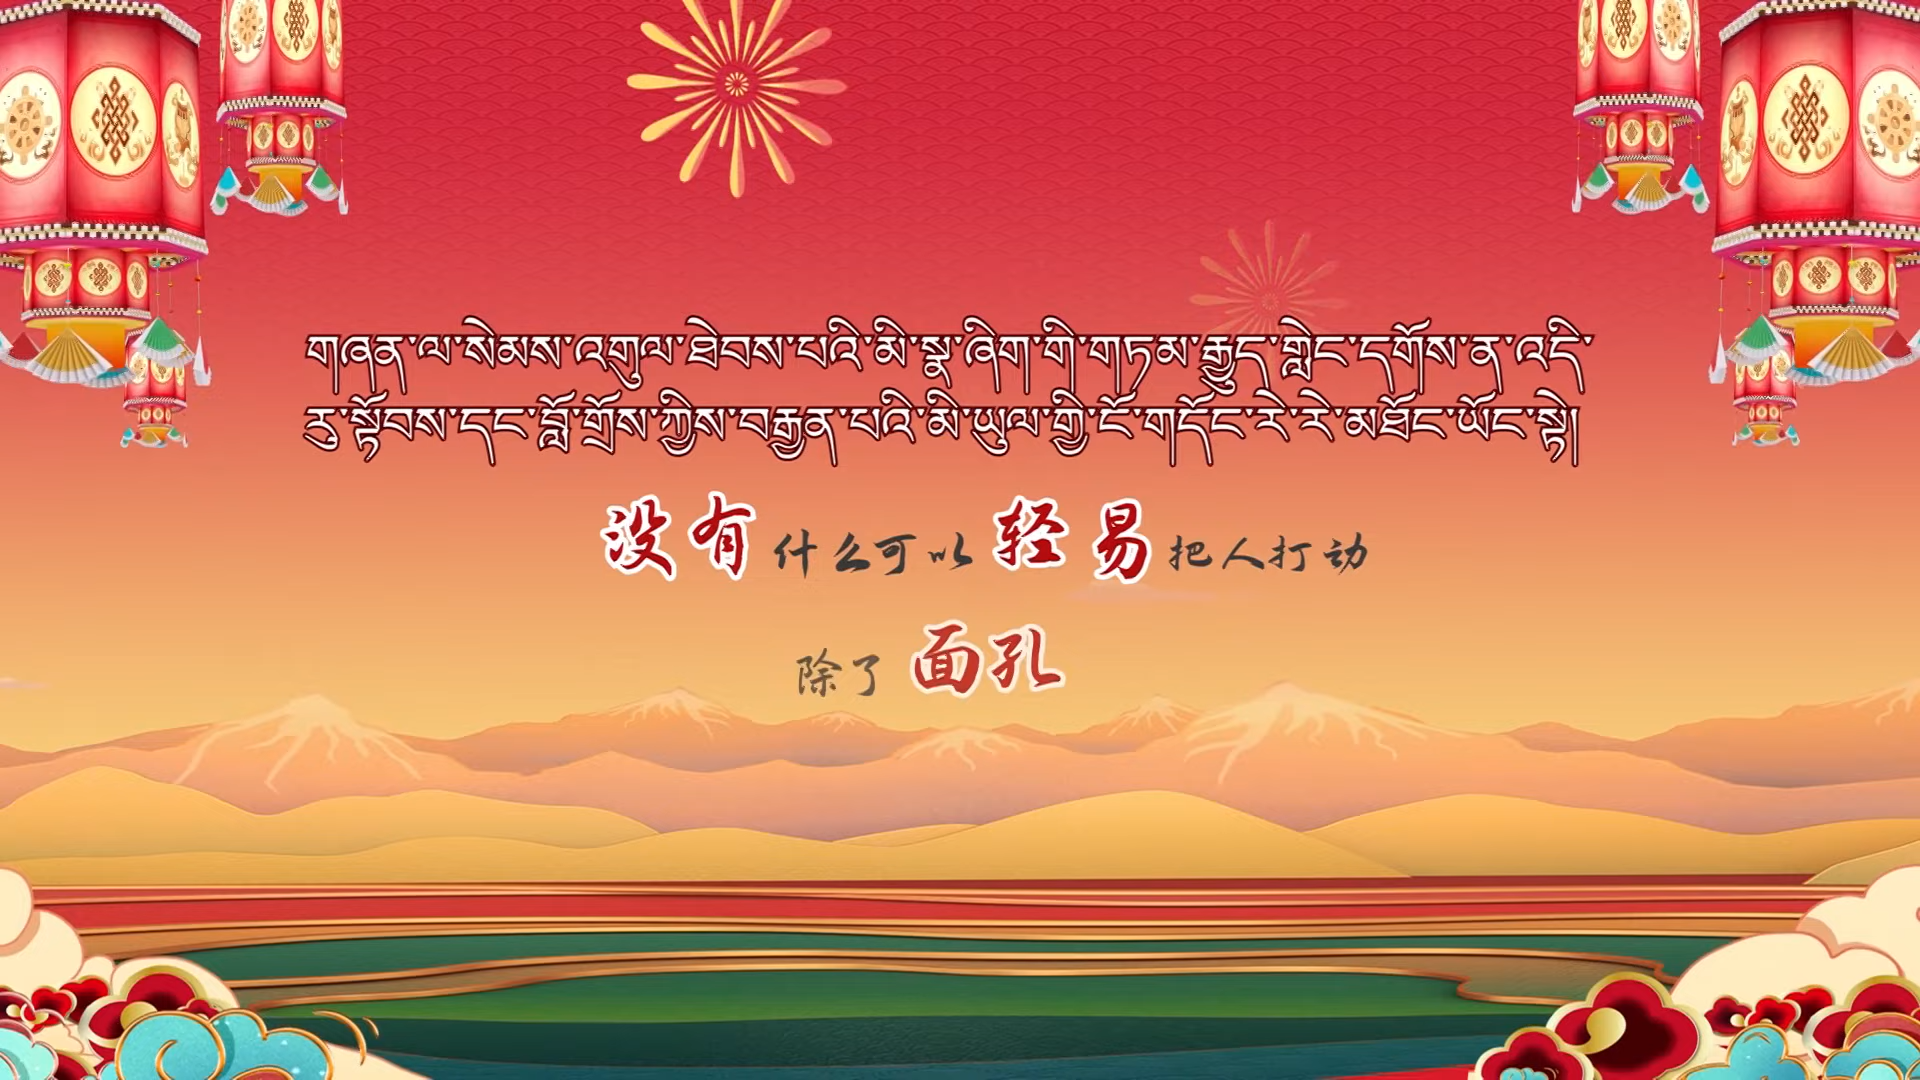 གཞན་ལ་སེམས་འགུལ་ཐེབས་པའི་མི་སྣ་ཞིག་གི་གཏམ་རྒྱུད་གླེང་དགོས་ན་འདི་
རུ་སྟོབས་དང་བློ་གྲོས་ཀྱིས་བརྒྱན་པའི་མི་ཡུལ་གྱི་ངོ་གདོང་རེ་རེ་མཐོང་ཡོང་སྟེ།
没有什么可以轻易把人打动
除了面孔